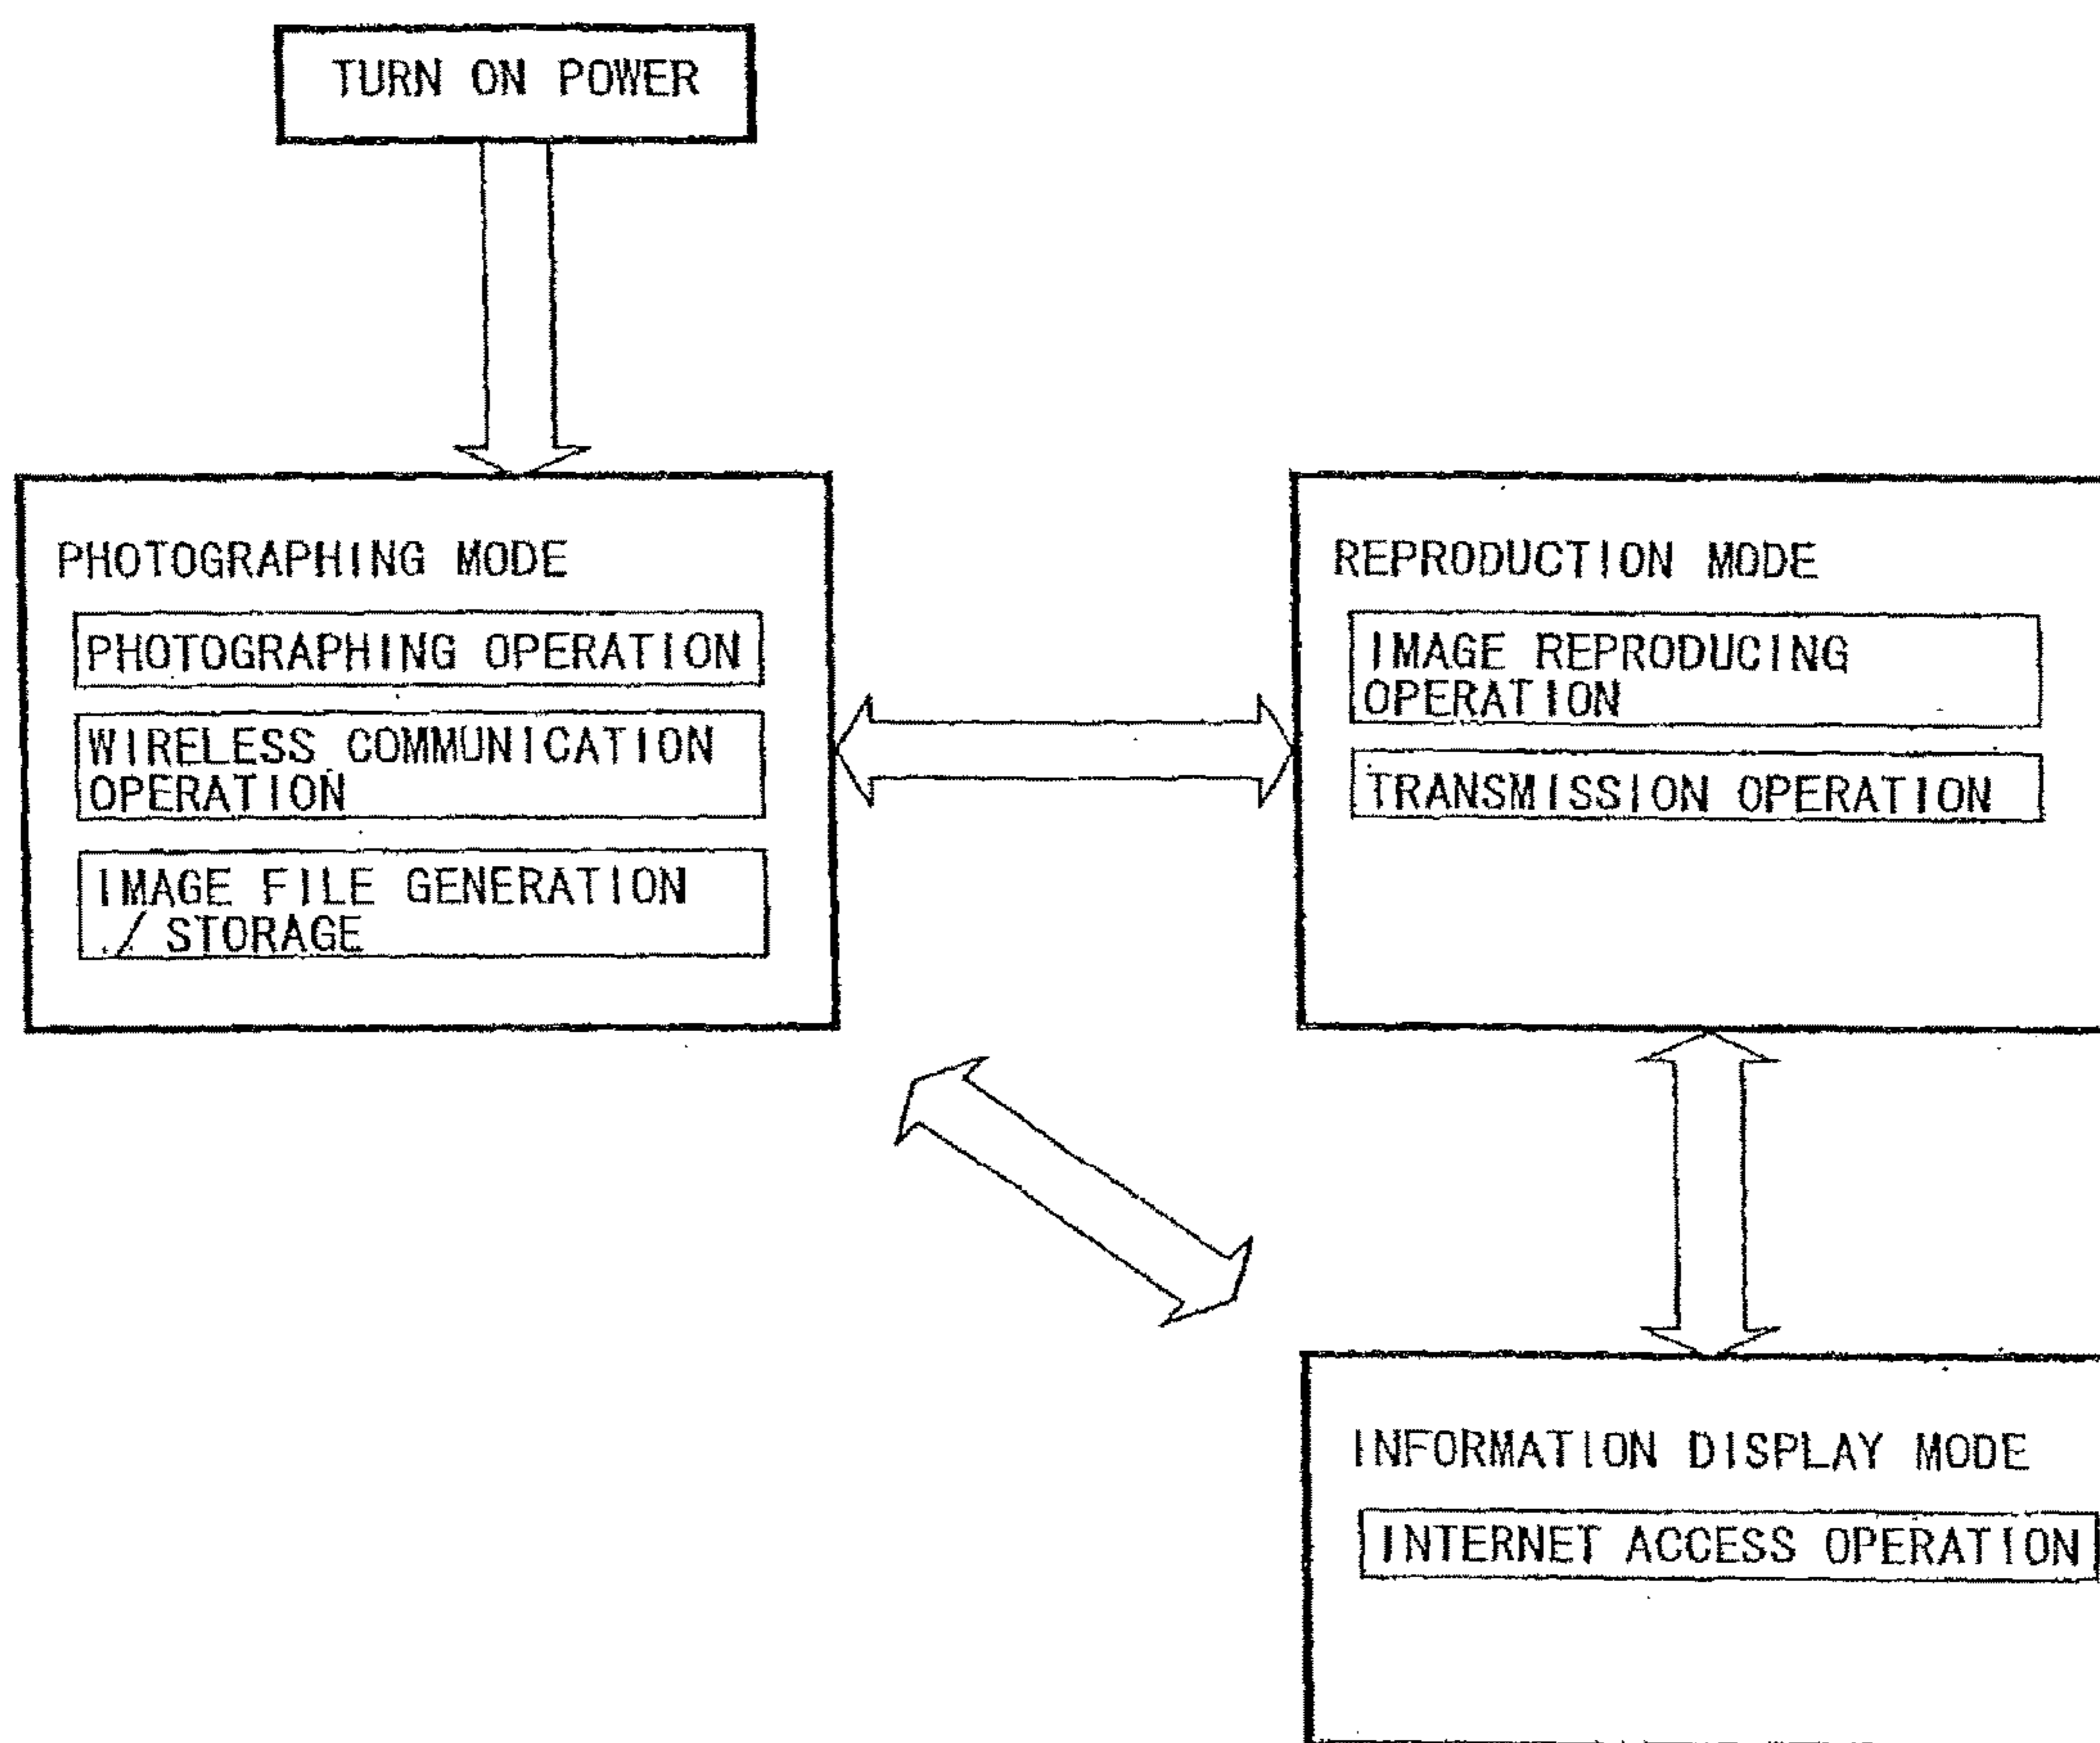 TURN ON POWER
PHOTOGRAPHING MODE
PHOTOGRAPHING OPERATION
WIRELESS COMMUNICATION
OPERATION
IMAGE FILE GENERATION
/ STORAGE
REPRODUCTION MODE
IMAGE REPRODUCING
OPERATION
TRANSMISSION OPERATION
INFORMATION DISPLAY MODE
INTERNET ACCESS OPERATION